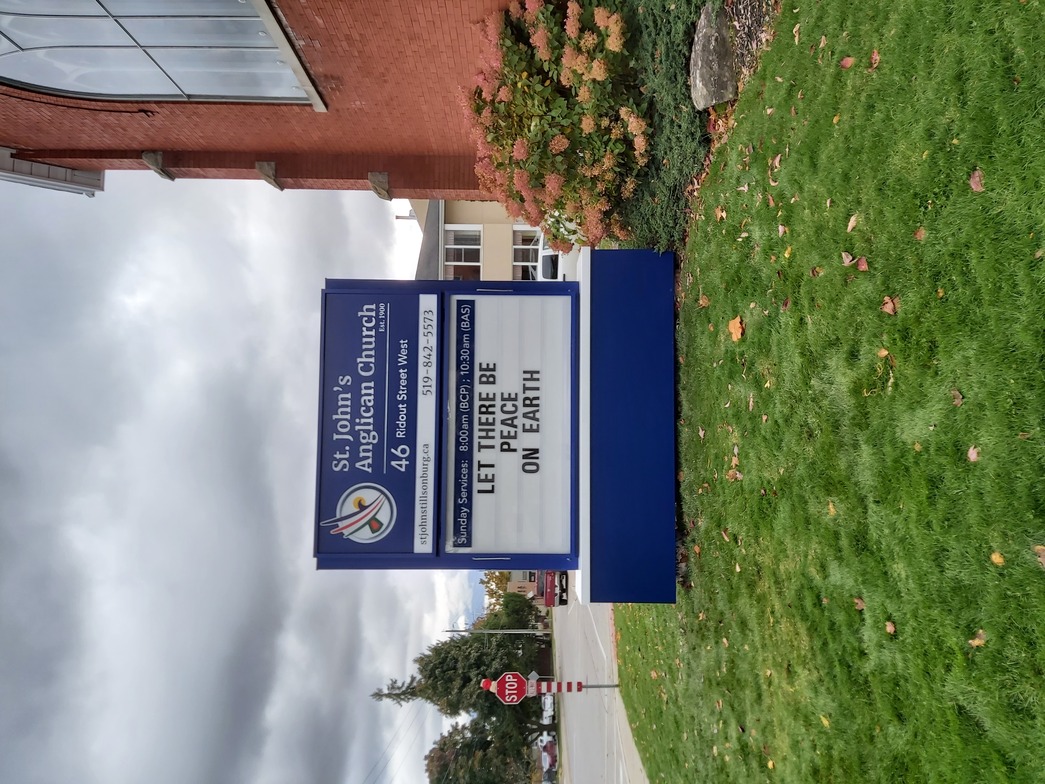 St. John's
Anglican Church
Est. 1900
46 Ridout Street West
stjohnstillsonburg.ca 519-842-5573
Sunday Services: 8:00am (BCP) ; 10:30am (BAS)
LET THERE BE
PEACE
ON EARTH
STOP